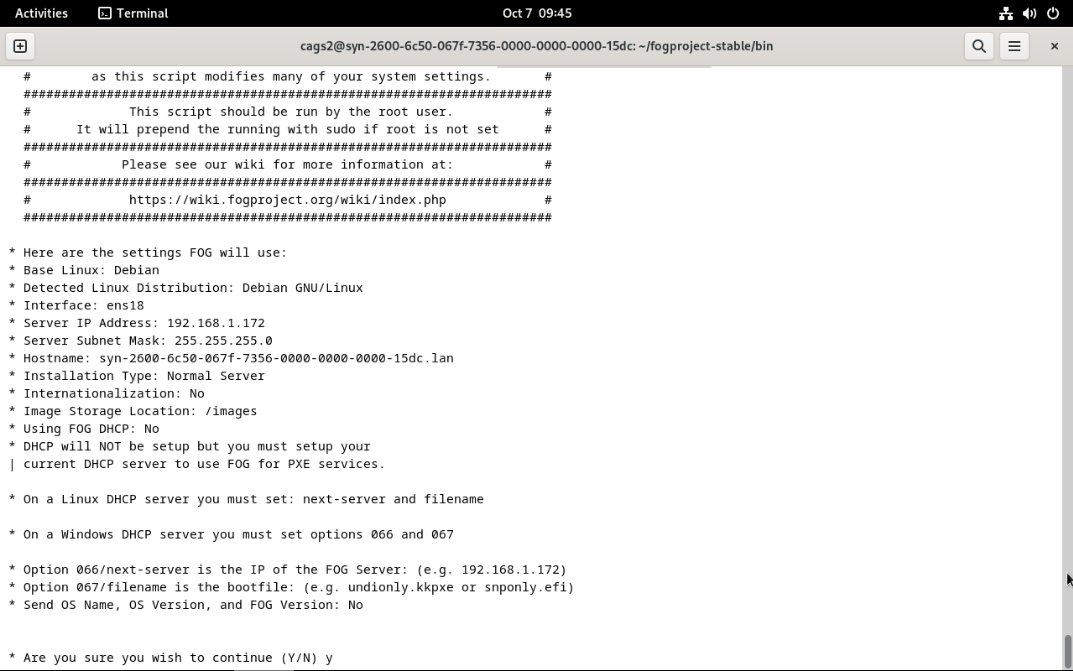 Activities Terminal Oct 7 09:45
cags2@syn-2600-6c50-067f-7356-0000-0000-0000-15dc: ~/fogproject-stable/bin
# as this script modifies many of your system settings. #
######################################################################
# This script should be run by the root user. #
# It will prepend the running with sudo if root is not set #
######################################################################
# Please see our wiki for more information at: #
######################################################################
# https://wiki.fogproject.org/wiki/index.php #
######################################################################
* Here are the settings FOG will use:
* Base Linux: Debian
* Detected Linux Distribution: Debian GNU/Linux
* Interface: ens18
* Server IP Address: 192.168.1.172
* Server Subnet Mask: 255.255.255.0
* Hostname: syn-2600-6c50-067f-7356-0000-0000-0000-15dc.lan
* Installation Type: Normal Server
* Internationalization: No
* Image Storage Location: /images
* Using FOG DHCP: No
* DHCP will NOT be setup but you must setup your
| current DHCP server to use FOG for PXE services.
* On a Linux DHCP server you must set: next-server and filename
* On a Windows DHCP server you must set options 066 and 067
* Option 066/next-server is the IP of the FOG Server: (e.g. 192.168.1.172)
* Option 067/filename is the bootfile: (e.g. undionly.kkpxe or snponly.efi)
* Send OS Name, OS Version, and FOG Version: No
* Are you sure you wish to continue (Y/N) y